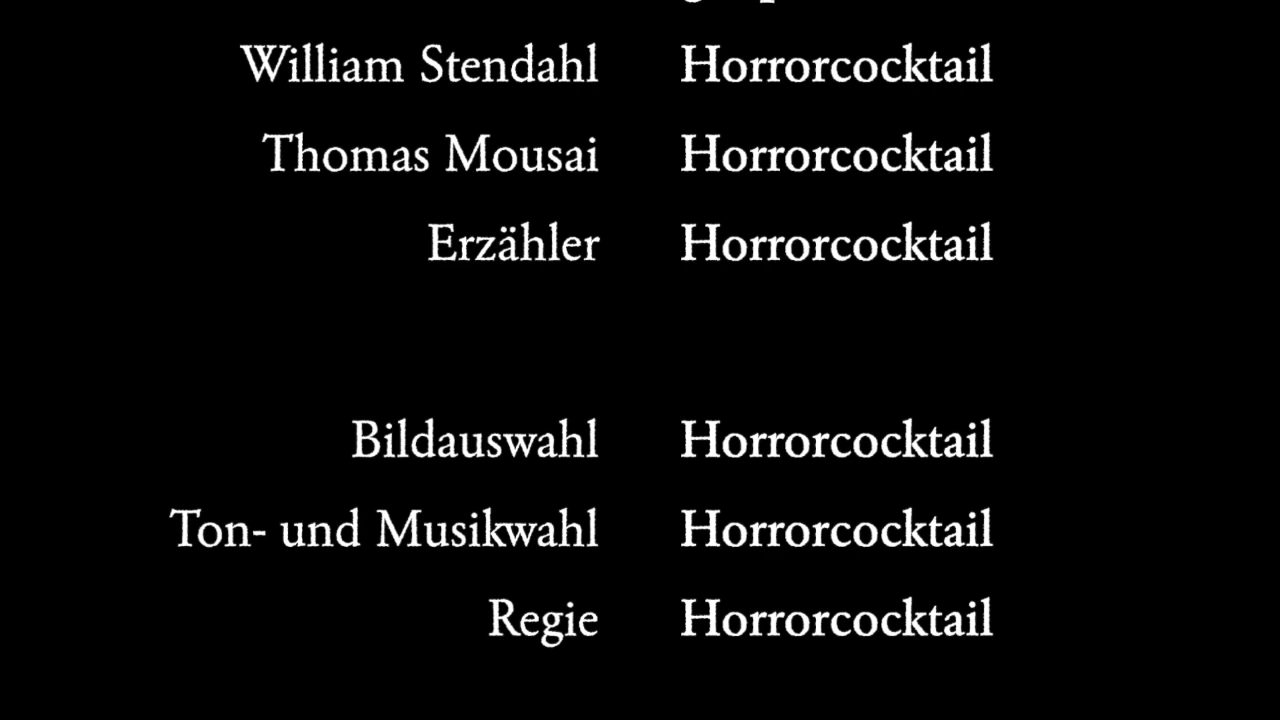 William Stendahl Horrorcocktail
Thomas Mousai Horrorcocktail
Erzähler Horrorcocktail
Bildauswahl Horrorcocktail
Ton- und Musikwahl Horrorcocktail
Regie Horrorcocktail